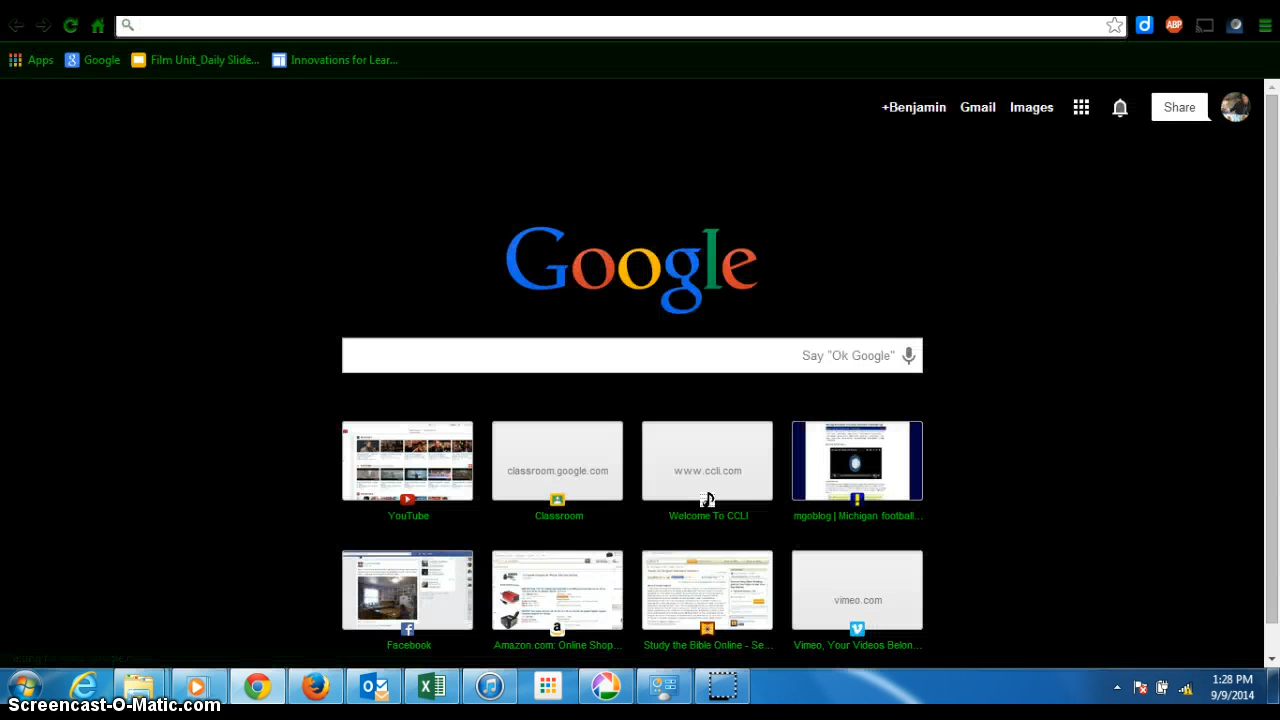 Apps Google Film Unit_Daily Slide... Innovations for Lear...
+Benjamin Gmail Images Share
Google
Say "Ok Google"
classroom.google.com www.ccli.com
YouTube Classroom Welcome To CCLI mgoblog | Michigan football...
vimeo.com
Facebook Amazon.com: Online Shop... Study the Bible Online - Se... Vimeo, Your Videos Belon...
1:28 PM
9/9/2014
Screencast-O-Matic.com